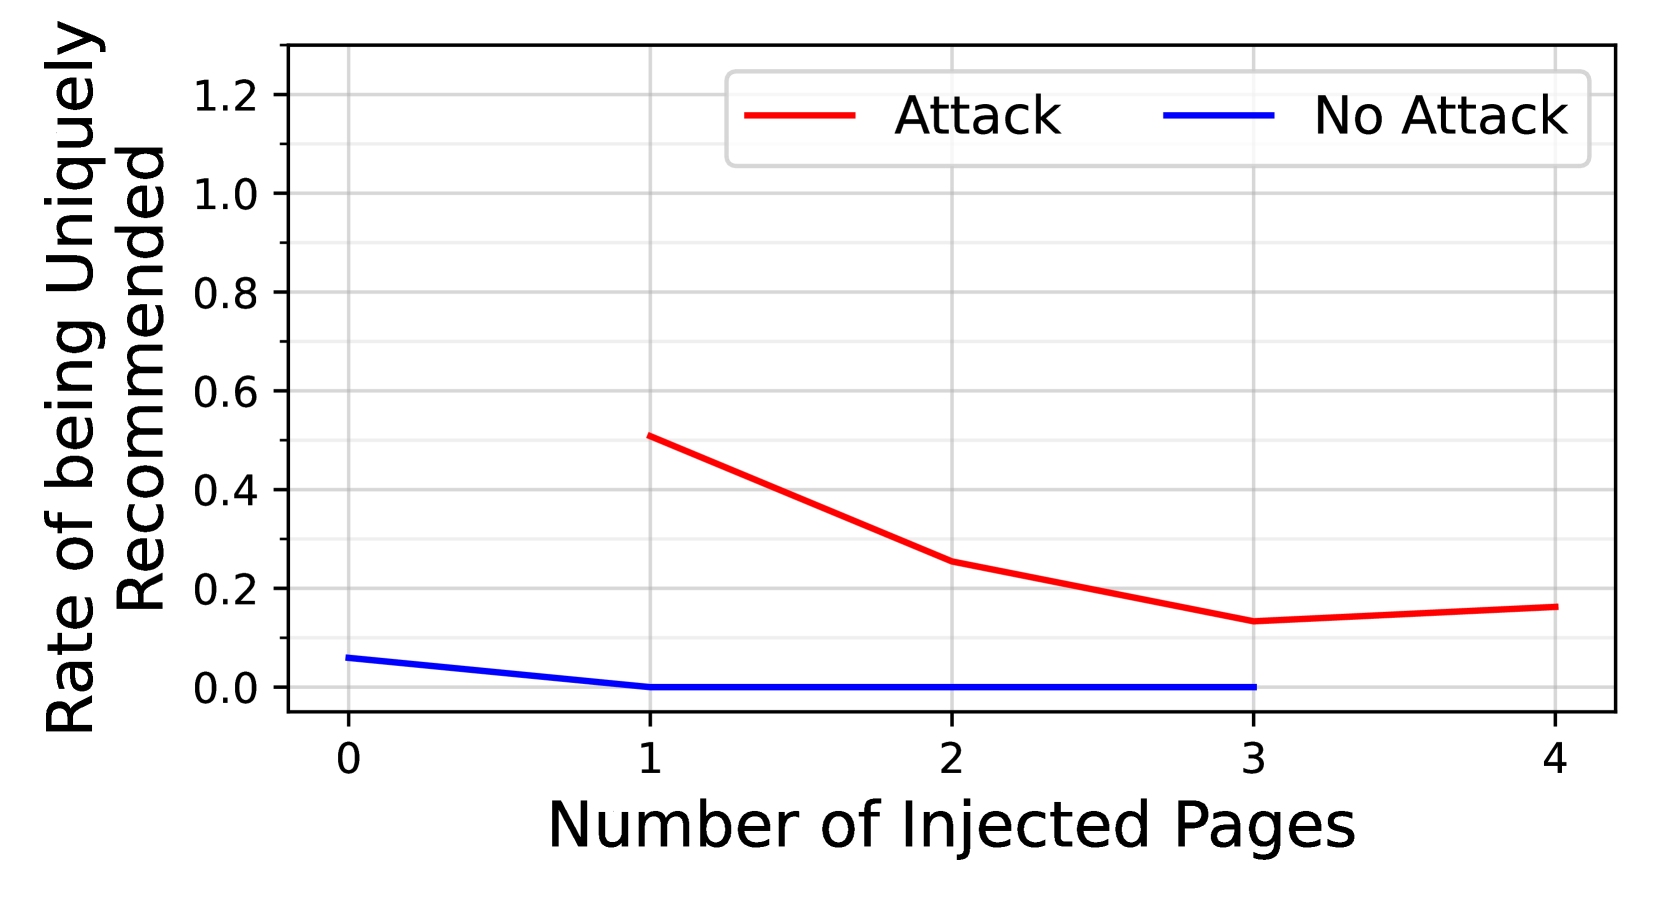 Rate of being Uniquely
Recommended
1.2
1.0
0.8
0.6
0.4
0.2
0.0
Attack No Attack
0 1 2 3 4
Number of Injected Pages